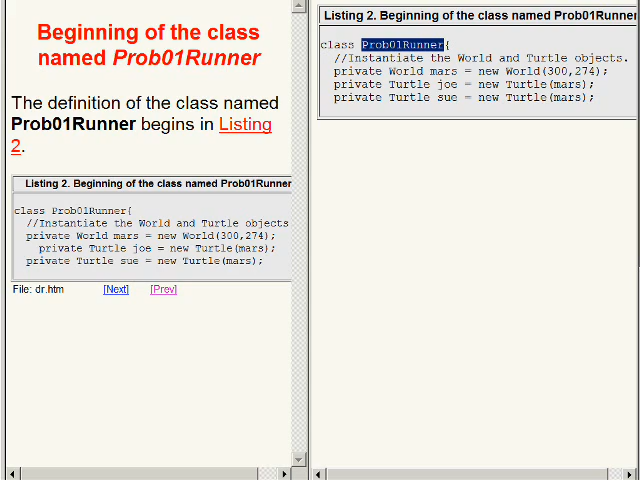 Beginning of the class
named Prob01Runner
The definition of the class named
Prob01Runner begins in Listing
2.
Listing 2. Beginning of the class named Prob01Runner
class Prob01Runner{
//Instantiate the World and Turtle objects
private World mars = new World(300,274);
private Turtle joe = new Turtle(mars);
private Turtle sue = new Turtle(mars);
File: dr.htm [Next] [Prev]
Listing 2. Beginning of the class named Prob01Runner
class Prob01Runner{
//Instantiate the World and Turtle objects.
private World mars = new World(300,274);
private Turtle joe = new Turtle(mars);
private Turtle sue = new Turtle(mars);